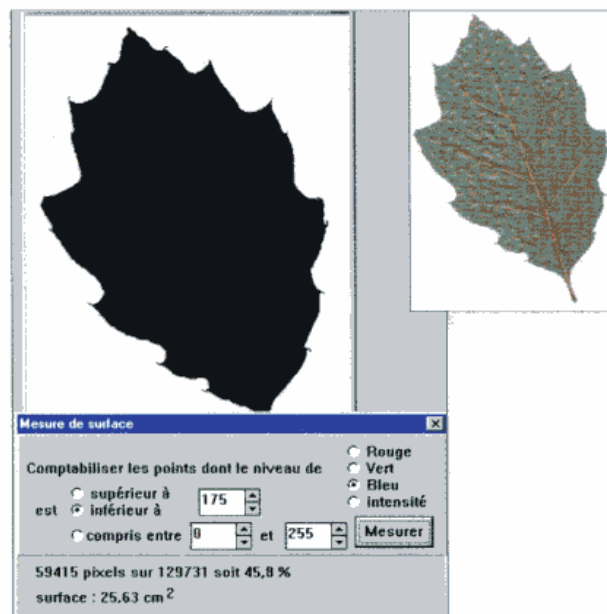 Mesure de surface
Comptabiliser les points dont le niveau de
Rouge
Vert
Bleu
intensité
est
supérieur à
inférieur à
175
compris entre 0 et 255
Mesurer
59415 pixels sur 129731 soit 45,8 %
surface : 25,63 cm²